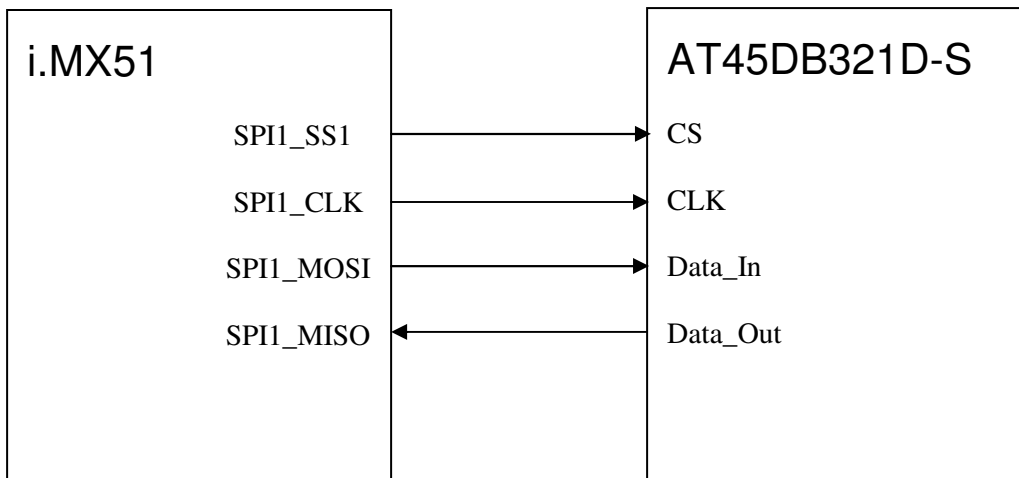 i.MX51
AT45DB321D-S
SPI1_SS1
CS
SPI1_CLK
CLK
SPI1_MOSI
Data_In
SPI1_MISO
Data_Out